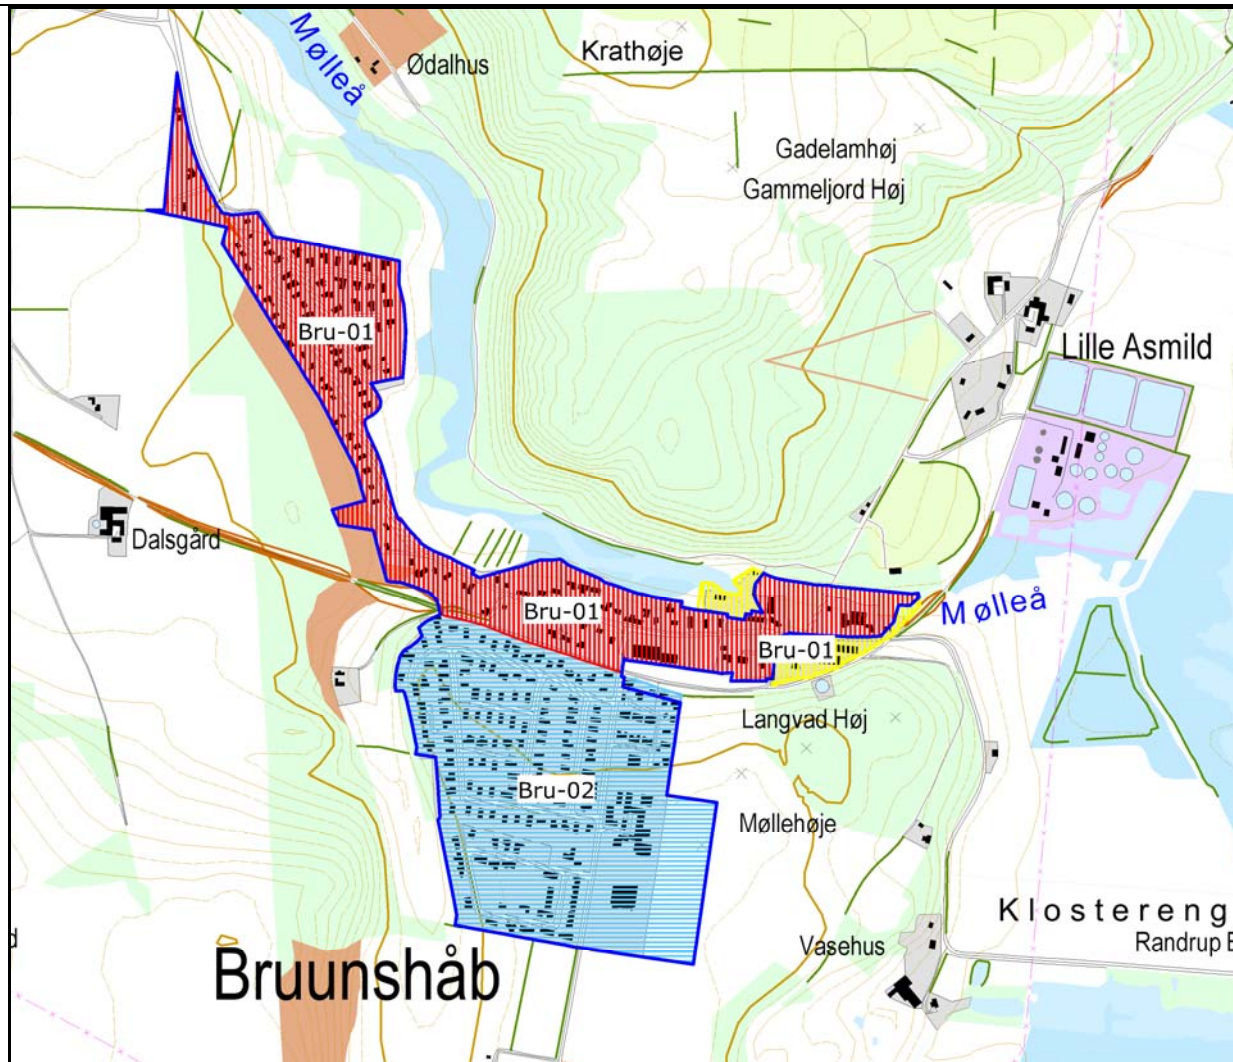 Mølleå
Krathøje
Ødalhus
Gadelamhøj
Gammeljord Høj
Bru-01
Lille Asmild
Dalsgård
Bru-01
Mølleå
Bru-01
Langvad Høj
Bru-02
Møllehøje
Klostereng
Randrup E
Vasehus
Bruunshåb